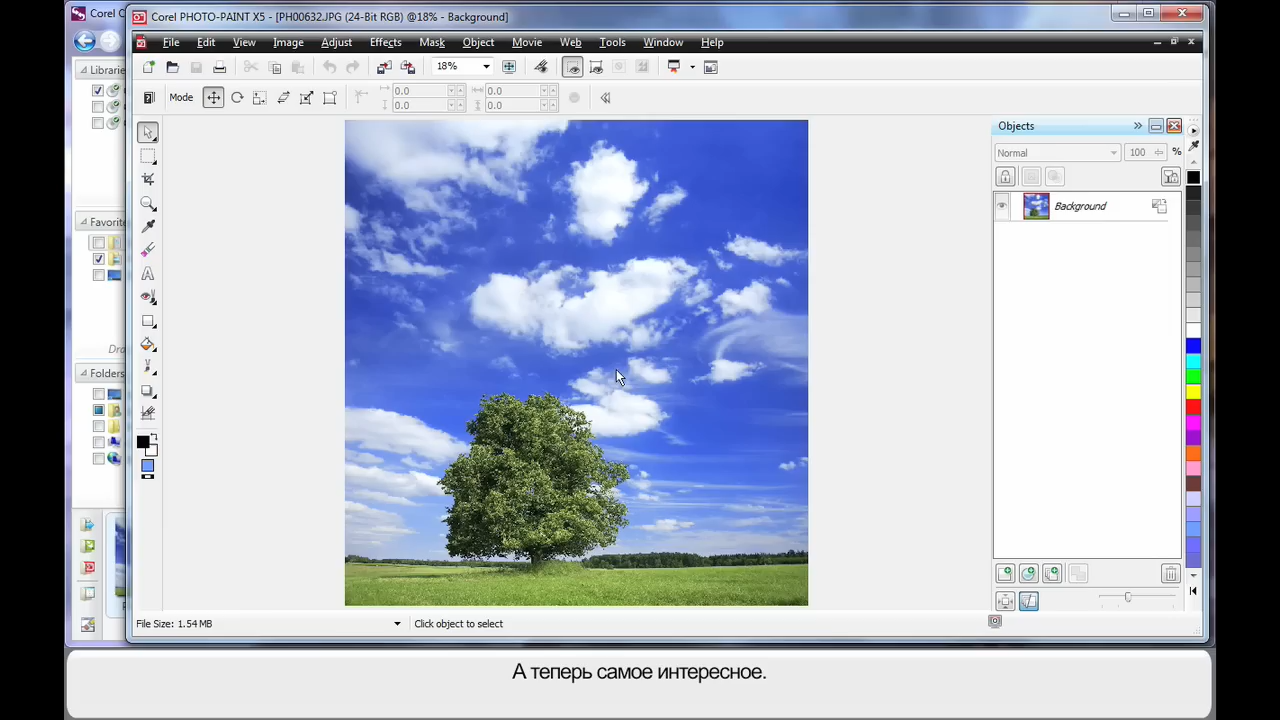 Corel C
Corel PHOTO-PAINT X5 - [PH00632.JPG (24-Bit RGB) @18% - Background]
File Edit View Image Adjust Effects Mask Object Movie Web Tools Window Help
18%
Mode
0.0 0.0
0.0 0.0
Librarie
Favorite
Dra
Folders
Objects
Normal 100 %
Background
File Size: 1.54 MB Click object to select
А теперь самое интересное.